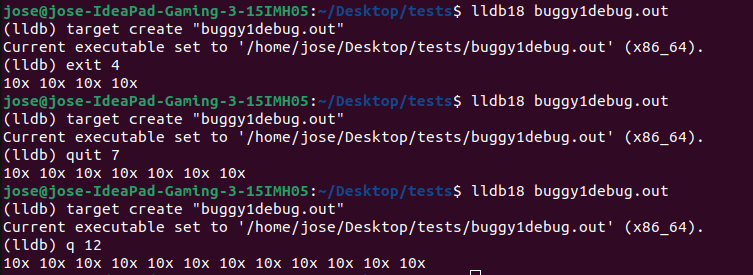 jose@jose-IdeaPad-Gaming-3-15IMH05:~/Desktop/tests$ lldb18 buggy1debug.out
(lldb) target create "buggy1debug.out"
Current executable set to '/home/jose/Desktop/tests/buggy1debug.out' (x86_64).
(lldb) exit 4
10x 10x 10x 10x
jose@jose-IdeaPad-Gaming-3-15IMH05:~/Desktop/tests$ lldb18 buggy1debug.out
(lldb) target create "buggy1debug.out"
Current executable set to '/home/jose/Desktop/tests/buggy1debug.out' (x86_64).
(lldb) quit 7
10x 10x 10x 10x 10x 10x 10x
jose@jose-IdeaPad-Gaming-3-15IMH05:~/Desktop/tests$ lldb18 buggy1debug.out
(lldb) target create "buggy1debug.out"
Current executable set to '/home/jose/Desktop/tests/buggy1debug.out' (x86_64).
(lldb) q 12
10x 10x 10x 10x 10x 10x 10x 10x 10x 10x 10x 10x